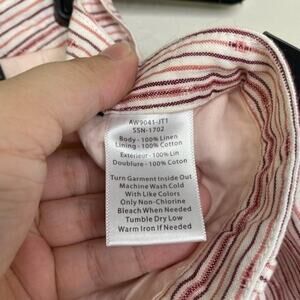 AW9041-JT1
SSN-1702
Body - 100% Linen
Lining - 100% Cotton
Exterieur - 100% Lin
Doublure - 100% Coton
Turn Garment Inside Out
Machine Wash Cold
With Like Colors
Only Non-Chlorine
Bleach When Needed
Tumble Dry Low
Warm Iron If Needed